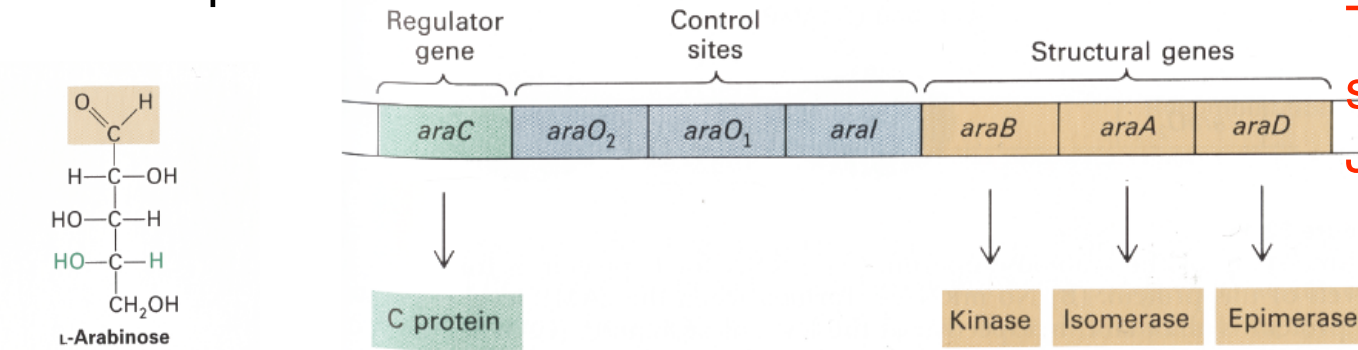 Regulator
gene
Control
sites
Structural genes
araC
araO2
araO1
araI
araB
araA
araD
C protein
Kinase
Isomerase
Epimerase
O
H
C
H—C—OH
HO—C—H
HO—C—H
CH2OH
L-Arabinose